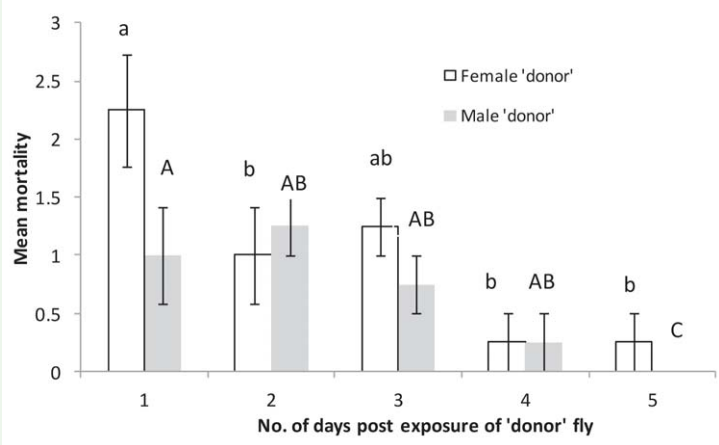 3
2.5
2
1.5
1
0.5
0
Mean mortality
a
A
b
AB
ab
AB
b
AB
b
C
Female 'donor'
Male 'donor'
1 2 3 4 5
No. of days post exposure of 'donor' fly